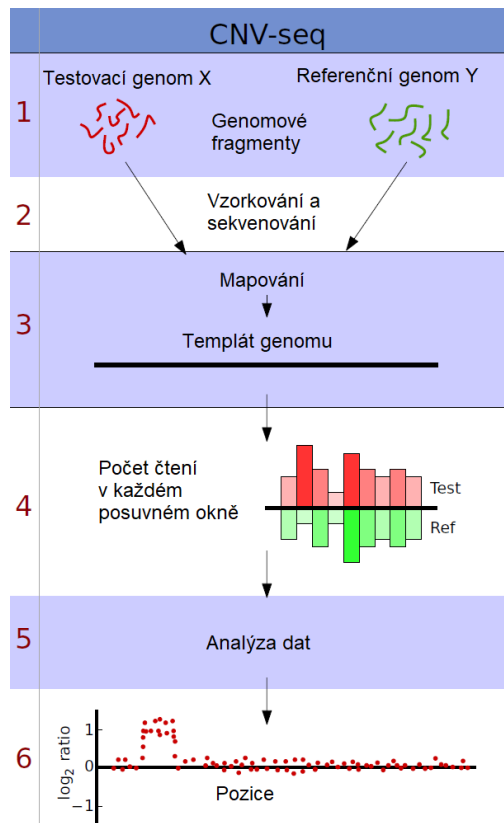 CNV-seq
1
Testovací genom X
Referenční genom Y
Genomové
fragmenty
2
Vzorkování a
sekvenování
3
Mapování
Templát genomu
4
Počet čtení
v každém
posuvném okně
Test
Ref
5
Analýza dat
6
log2 ratio
1
0
−1
Pozice